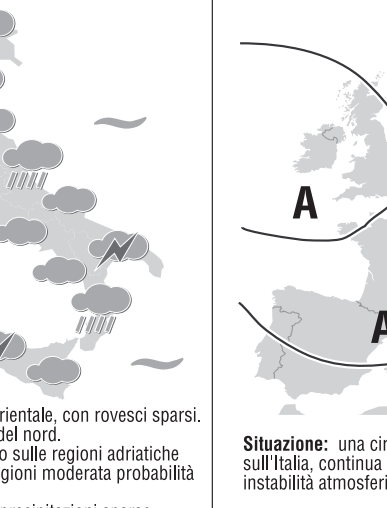 A
A
rientale, con rovesci sparsi.
del nord.
o sulle regioni adriatiche
gioni moderata probabilità
Situazione: una cir
sull'Italia, continua
instabilità atmosferi